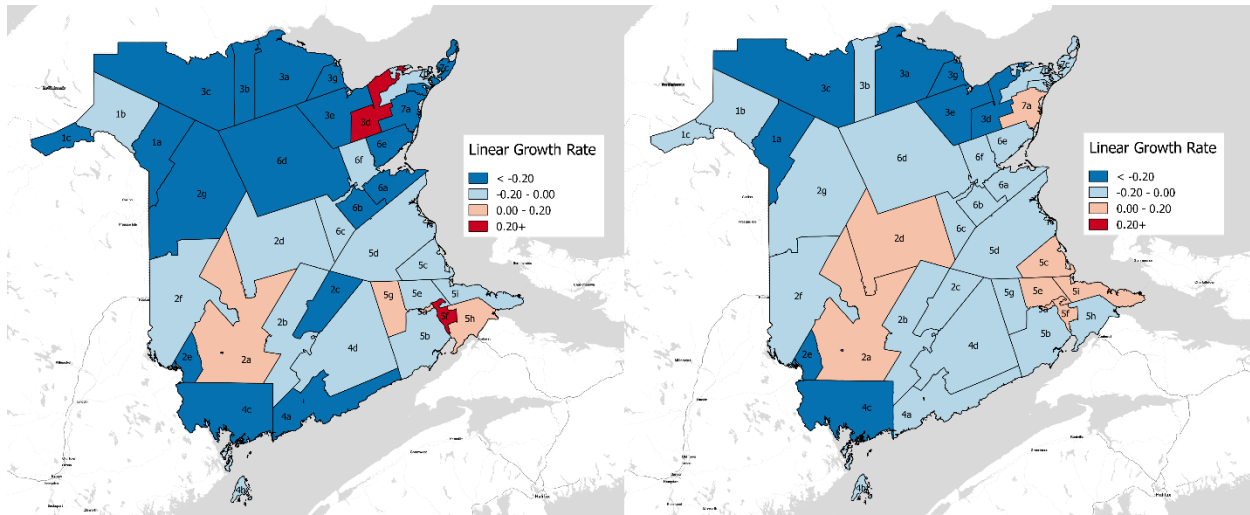 3c
3b
3a
3g
1b
3e
3d
7a
1c
1a
6e
6d
6f
2g
6a
6b
6c
2d
5d
5c
2c
5g
5e
5i
2f
5a
5f
5h
2b
5b
4d
2e
2a
4c
4a
4b
Linear Growth Rate
< -0.20
-0.20 - 0.00
0.00 - 0.20
0.20+
Halifax
3c
3b
3a
3g
7c
1b
3e
3d
7a
1c
1a
6e
6d
6f
2g
6a
6b
6c
2d
5d
5c
2c
5g
5e
5i
2f
5a
5f
5h
2b
5b
4d
2e
2a
4c
4a
4b
Linear Growth Rate
< -0.20
-0.20 - 0.00
0.00 - 0.20
0.20+
Halifax